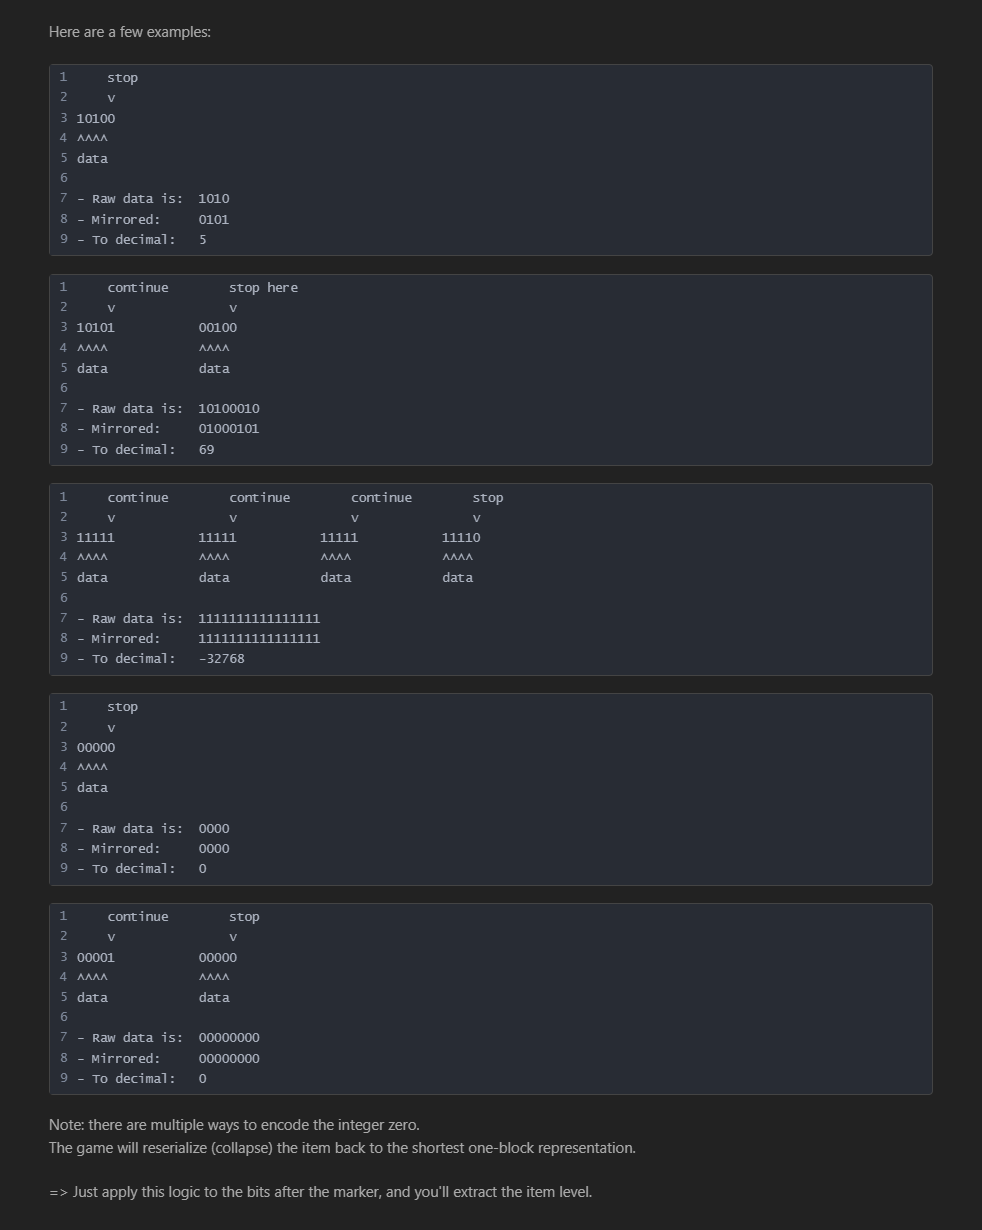 Here are a few examples:
1     stop
2     v
3 10100
4 ^^^^
5 data
6
7 - Raw data is:  1010
8 - Mirrored:     0101
9 - To decimal:   5
1     continue        stop here
2     v               v
3 10101           00100
4 ^^^^            ^^^^
5 data            data
6
7 - Raw data is:  10100010
8 - Mirrored:     01000101
9 - To decimal:   69
1     continue        continue        continue        stop
2     v               v               v               v
3 11111           11111           11111           11110
4 ^^^^            ^^^^            ^^^^            ^^^^
5 data            data            data            data
6
7 - Raw data is:  1111111111111111
8 - Mirrored:     1111111111111111
9 - To decimal:   -32768
1     stop
2     v
3 00000
4 ^^^^
5 data
6
7 - Raw data is:  0000
8 - Mirrored:     0000
9 - To decimal:   0
1     continue        stop
2     v               v
3 00001           00000
4 ^^^^            ^^^^
5 data            data
6
7 - Raw data is:  00000000
8 - Mirrored:     00000000
9 - To decimal:   0
Note: there are multiple ways to encode the integer zero.
The game will reserialize (collapse) the item back to the shortest one-block representation.
=> Just apply this logic to the bits after the marker, and you'll extract the item level.